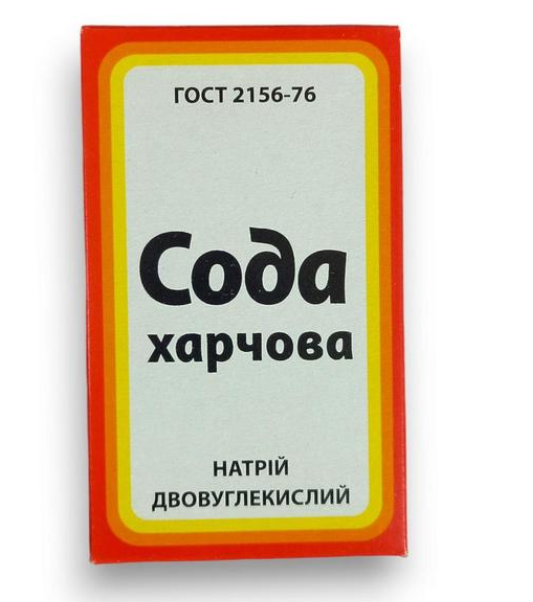 ГОСТ 2156-76
Сода
харчова
НАТРІЙ
ДВОВУГЛЕКИСЛИЙ